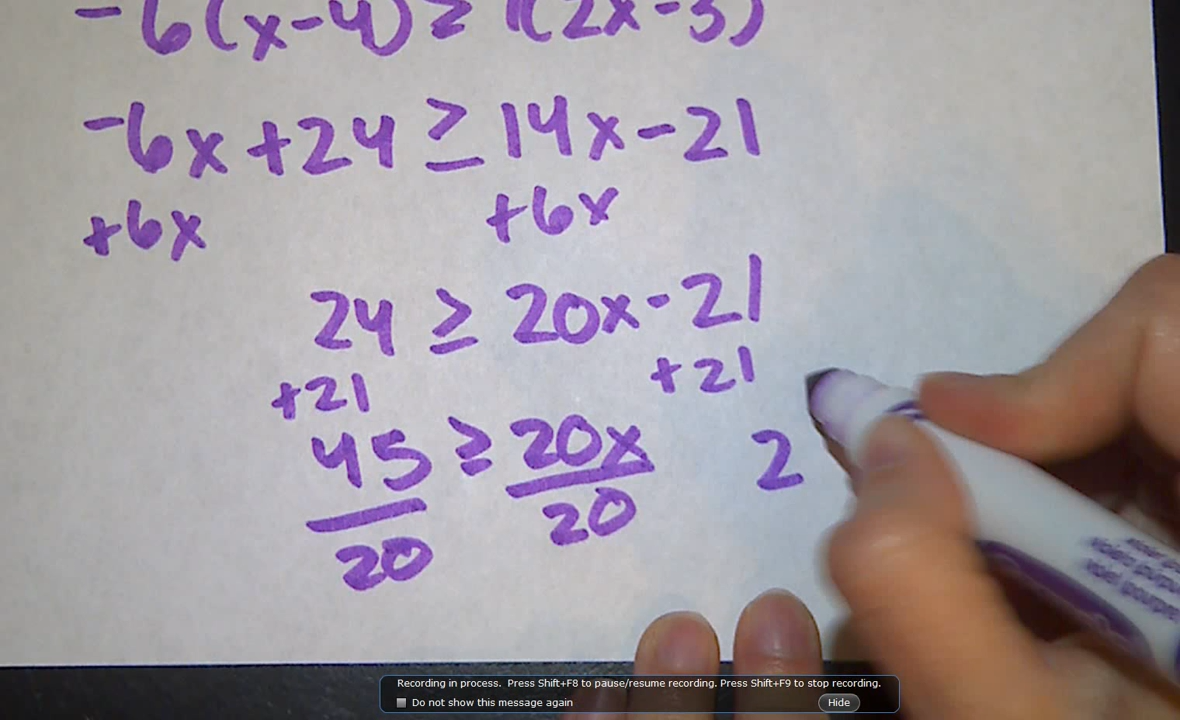 -6(x-4) ≥ 7(2x-3)
-6x+24 ≥ 14x-21
+6x +6x
24 ≥ 20x-21
+21 +21
45 ≥ 20x 2
20 20
Recording in process. Press Shift+F8 to pause/resume recording. Press Shift+F9 to stop recording.
Do not show this message again Hide